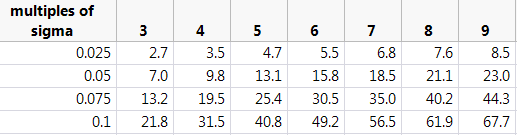 multiples of
sigma 3 4 5 6 7 8 9
0.025 2.7 3.5 4.7 5.5 6.8 7.6 8.5
0.05 7.0 9.8 13.1 15.8 18.5 21.1 23.0
0.075 13.2 19.5 25.4 30.5 35.0 40.2 44.3
0.1 21.8 31.5 40.8 49.2 56.5 61.9 67.7